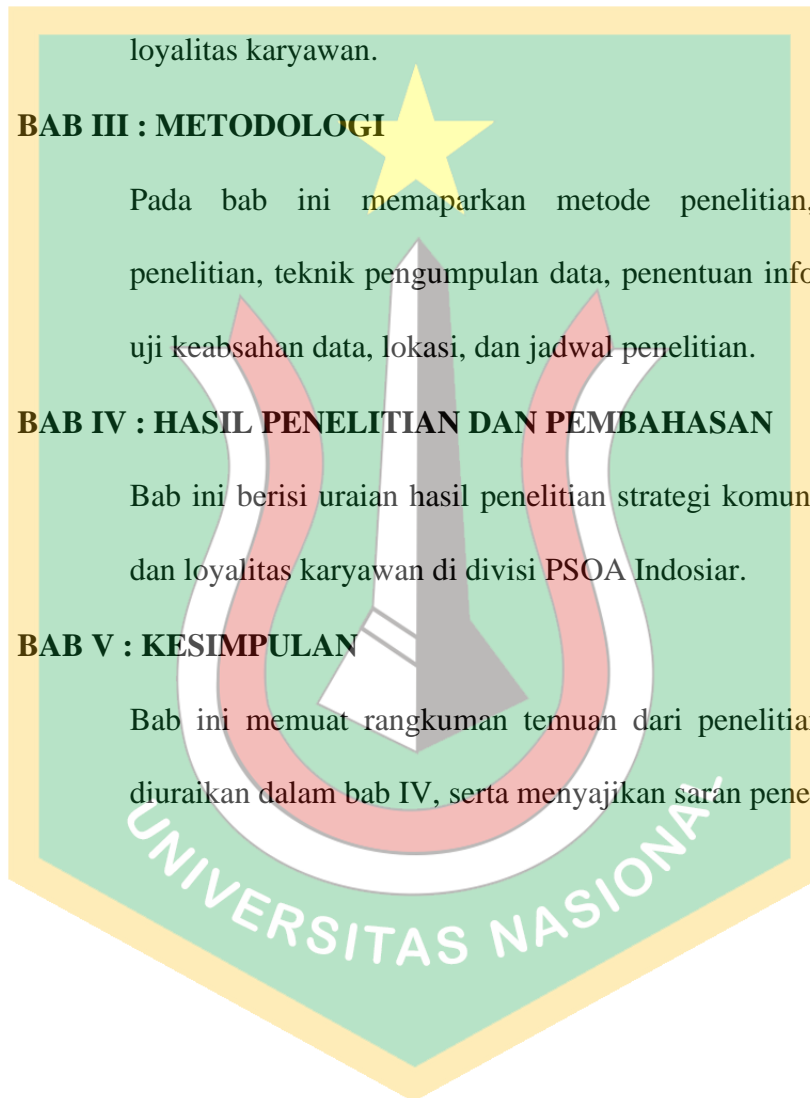 loyalitas karyawan.
BAB III : METODOLOGI
Pada bab ini memaparkan metode penelitian,
penelitian, teknik pengumpulan data, penentuan info
uji keabsahan data, lokasi, dan jadwal penelitian.
BAB IV : HASIL PENELITIAN DAN PEMBAHASAN
Bab ini berisi uraian hasil penelitian strategi komun
dan loyalitas karyawan di divisi PSOA Indosiar.
BAB V : KESIMPULAN
Bab ini memuat rangkuman temuan dari penelitian
diuraikan dalam bab IV, serta menyajikan saran pene
UNIVERSITAS NASIONAL